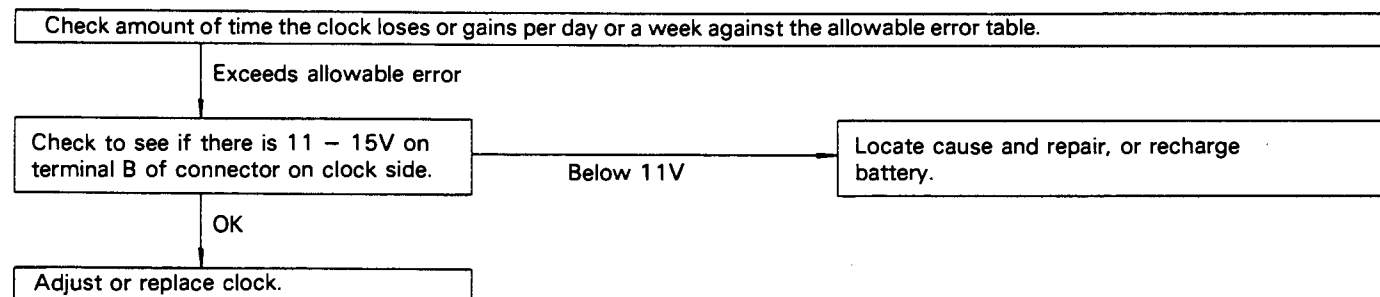 Check amount of time the clock loses or gains per day or a week against the allowable error table.
Exceeds allowable error
Check to see if there is 11 – 15V on
terminal B of connector on clock side.
Below 11V
Locate cause and repair, or recharge
battery.
OK
Adjust or replace clock.